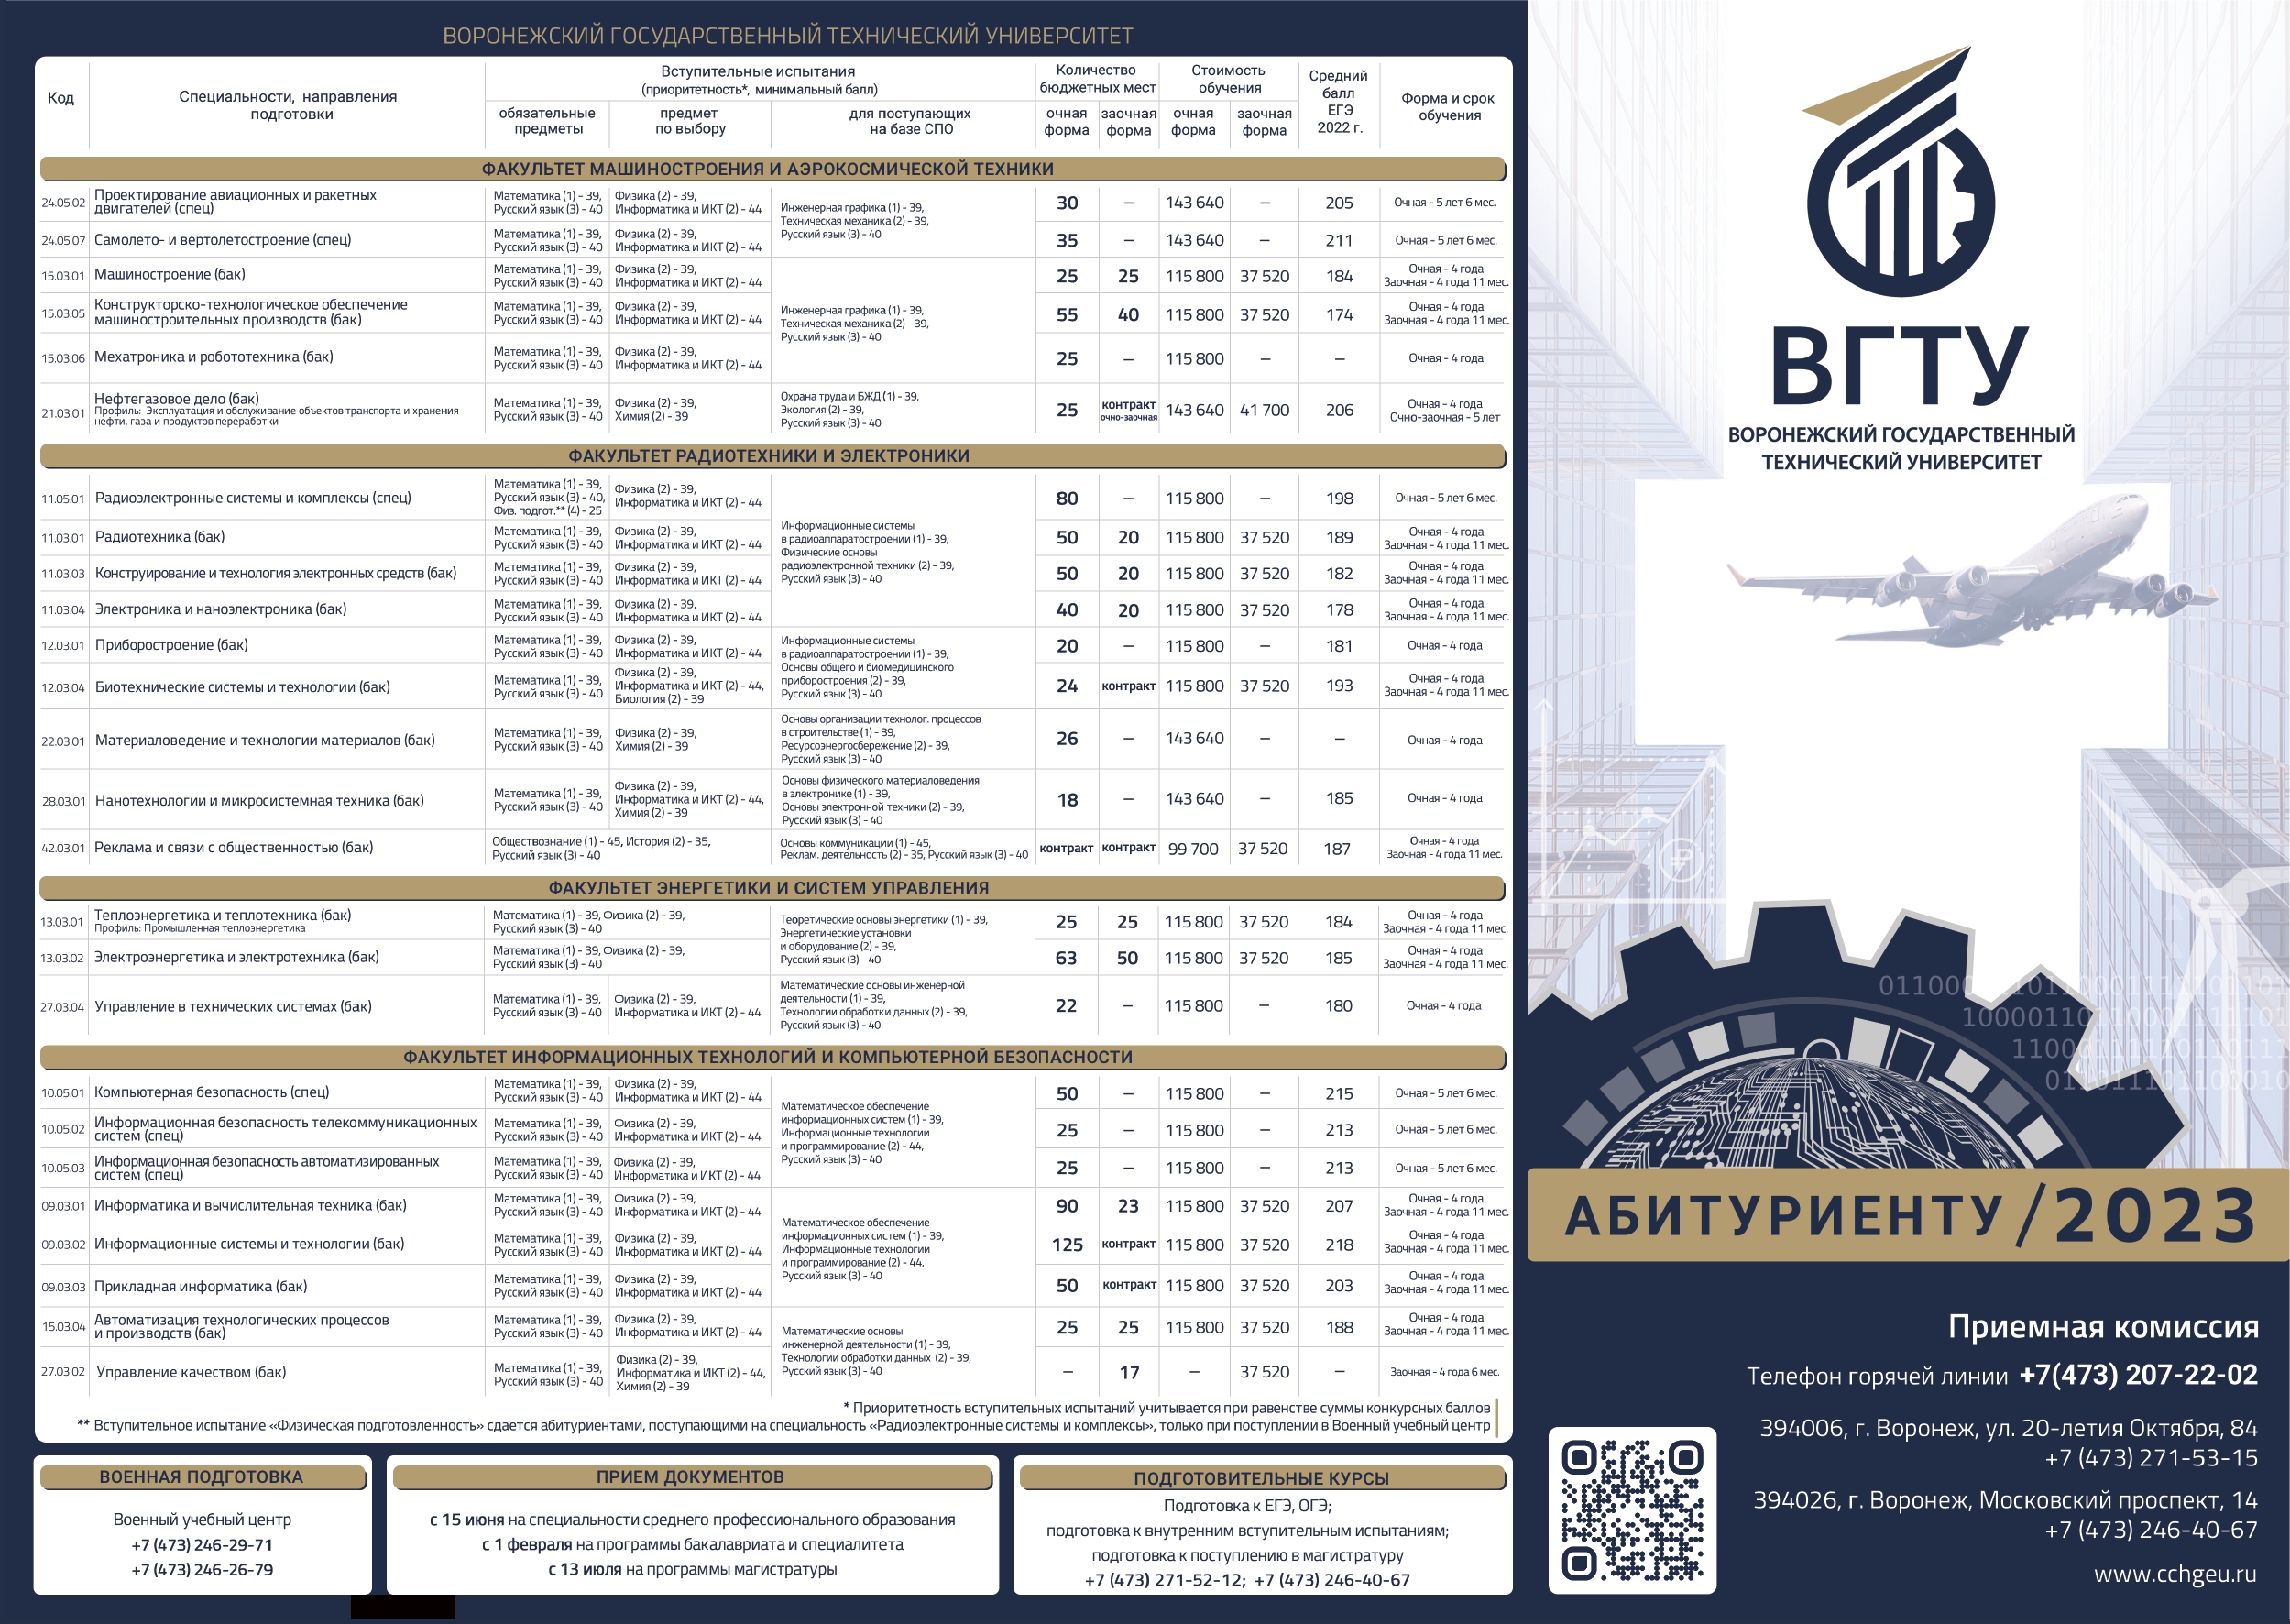 ВОРОНЕЖСКИЙ ГОСУДАРСТВЕННЫЙ ТЕХНИЧЕСКИЙ УНИВЕРСИТЕТ
Код
Специальности, направления
подготовки
Вступительные испытания
(приоритетность*, минимальный балл)
обязательные
предметы
предмет
по выбору
для поступающих
на базе СПО
Количество
бюджетных мест
очная
форма
заочная
форма
Стоимость
обучения
очная
форма
заочная
форма
Средний
балл
ЕГЭ
2022 г.
Форма и срок
обучения
ФАКУЛЬТЕТ МАШИНОСТРОЕНИЯ И АЭРОКОСМИЧЕСКОЙ ТЕХНИКИ
24.05.02 Проектирование авиационных и ракетных
двигателей (спец)
Математика (1) - 39,
Русский язык (3) - 40
Физика (2) - 39,
Информатика и ИКТ (2) - 44
Инженерная графика (1) - 39,
Техническая механика (2) - 39,
Русский язык (3) - 40
30 – 143 640 – 205 Очная - 5 лет 6 мес.
24.05.07 Самолето- и вертолетостроение (спец)
Математика (1) - 39,
Русский язык (3) - 40
Физика (2) - 39,
Информатика и ИКТ (2) - 44
35 – 143 640 – 211 Очная - 5 лет 6 мес.
15.03.01 Машиностроение (бак)
Математика (1) - 39,
Русский язык (3) - 40
Физика (2) - 39,
Информатика и ИКТ (2) - 44
Инженерная графика (1) - 39,
Техническая механика (2) - 39,
Русский язык (3) - 40
25 25 115 800 37 520 184 Очная - 4 года
Заочная - 4 года 11 мес.
15.03.05 Конструкторско-технологическое обеспечение
машиностроительных производств (бак)
Математика (1) - 39,
Русский язык (3) - 40
Физика (2) - 39,
Информатика и ИКТ (2) - 44
55 40 115 800 37 520 174 Очная - 4 года
Заочная - 4 года 11 мес.
15.03.06 Мехатроника и робототехника (бак)
Математика (1) - 39,
Русский язык (3) - 40
Физика (2) - 39,
Информатика и ИКТ (2) - 44
25 – 115 800 – – Очная - 4 года
21.03.01 Нефтегазовое дело (бак)
Профиль: Эксплуатация и обслуживание объектов транспорта и хранения
нефти, газа и продуктов переработки
Математика (1) - 39,
Русский язык (3) - 40
Физика (2) - 39,
Химия (2) - 39
Охрана труда и БЖД (1) - 39,
Экология (2) - 39,
Русский язык (3) - 40
25 контракт
очно-заочная
143 640 41 700 206 Очная - 4 года
Очно-заочная - 5 лет
ФАКУЛЬТЕТ РАДИОТЕХНИКИ И ЭЛЕКТРОНИКИ
11.05.01 Радиоэлектронные системы и комплексы (спец)
Математика (1) - 39,
Русский язык (3) - 40,
Физ. подгот.** (4) - 25
Физика (2) - 39,
Информатика и ИКТ (2) - 44
Информационные системы
в радиоаппаратостроении (1) - 39,
Физические основы
радиоэлектронной техники (2) - 39,
Русский язык (3) - 40
80 – 115 800 – 198 Очная - 5 лет 6 мес.
11.03.01 Радиотехника (бак)
Математика (1) - 39,
Русский язык (3) - 40
Физика (2) - 39,
Информатика и ИКТ (2) - 44
50 20 115 800 37 520 189 Очная - 4 года
Заочная - 4 года 11 мес.
11.03.03 Конструирование и технология электронных средств (бак)
Математика (1) - 39,
Русский язык (3) - 40
Физика (2) - 39,
Информатика и ИКТ (2) - 44
50 20 115 800 37 520 182 Очная - 4 года
Заочная - 4 года 11 мес.
11.03.04 Электроника и наноэлектроника (бак)
Математика (1) - 39,
Русский язык (3) - 40
Физика (2) - 39,
Информатика и ИКТ (2) - 44
40 20 115 800 37 520 178 Очная - 4 года
Заочная - 4 года 11 мес.
12.03.01 Приборостроение (бак)
Математика (1) - 39,
Русский язык (3) - 40
Физика (2) - 39,
Информатика и ИКТ (2) - 44
Информационные системы
в радиоаппаратостроении (1) - 39,
Основы общего и биомедицинского
приборостроения (2) - 39,
Русский язык (3) - 40
20 – 115 800 – 181 Очная - 4 года
12.03.04 Биотехнические системы и технологии (бак)
Математика (1) - 39,
Русский язык (3) - 40
Физика (2) - 39,
Информатика и ИКТ (2) - 44,
Биология (2) - 39
24 контракт 115 800 37 520 193 Очная - 4 года
Заочная - 4 года 11 мес.
22.03.01 Материаловедение и технологии материалов (бак)
Математика (1) - 39,
Русский язык (3) - 40
Физика (2) - 39,
Химия (2) - 39
Основы организации технолог. процессов
в строительстве (1) - 39,
Ресурсоэнергосбережение (2) - 39,
Русский язык (3) - 40
26 – 143 640 – – Очная - 4 года
28.03.01 Нанотехнологии и микросистемная техника (бак)
Математика (1) - 39,
Русский язык (3) - 40
Физика (2) - 39,
Информатика и ИКТ (2) - 44,
Химия (2) - 39
Основы физического материаловедения
в электронике (1) - 39,
Основы электронной техники (2) - 39,
Русский язык (3) - 40
18 – 143 640 – 185 Очная - 4 года
42.03.01 Реклама и связи с общественностью (бак)
Обществознание (1) - 45, История (2) - 35,
Русский язык (3) - 40
Основы коммуникации (1) - 45,
Реклам. деятельность (2) - 35, Русский язык (3) - 40
контракт контракт 99 700 37 520 187 Очная - 4 года
Заочная - 4 года 11 мес.
ФАКУЛЬТЕТ ЭНЕРГЕТИКИ И СИСТЕМ УПРАВЛЕНИЯ
13.03.01 Теплоэнергетика и теплотехника (бак)
Профиль: Промышленная теплоэнергетика
Математика (1) - 39, Физика (2) - 39,
Русский язык (3) - 40
Теоретические основы энергетики (1) - 39,
Энергетические установки
и оборудование (2) - 39,
Русский язык (3) - 40
25 25 115 800 37 520 184 Очная - 4 года
Заочная - 4 года 11 мес.
13.03.02 Электроэнергетика и электротехника (бак)
Математика (1) - 39, Физика (2) - 39,
Русский язык (3) - 40
63 50 115 800 37 520 185 Очная - 4 года
Заочная - 4 года 11 мес.
27.03.04 Управление в технических системах (бак)
Математика (1) - 39,
Русский язык (3) - 40
Физика (2) - 39,
Информатика и ИКТ (2) - 44
Математические основы инженерной
деятельности (1) - 39,
Технологии обработки данных (2) - 39,
Русский язык (3) - 40
22 – 115 800 – 180 Очная - 4 года
ФАКУЛЬТЕТ ИНФОРМАЦИОННЫХ ТЕХНОЛОГИЙ И КОМПЬЮТЕРНОЙ БЕЗОПАСНОСТИ
10.05.01 Компьютерная безопасность (спец)
Математика (1) - 39,
Русский язык (3) - 40
Физика (2) - 39,
Информатика и ИКТ (2) - 44
Математическое обеспечение
информационных систем (1) - 39,
Информационные технологии
и программирование (2) - 44,
Русский язык (3) - 40
50 – 115 800 – 215 Очная - 5 лет 6 мес.
10.05.02 Информационная безопасность телекоммуникационных
систем (спец)
Математика (1) - 39,
Русский язык (3) - 40
Физика (2) - 39,
Информатика и ИКТ (2) - 44
25 – 115 800 – 213 Очная - 5 лет 6 мес.
10.05.03 Информационная безопасность автоматизированных
систем (спец)
Математика (1) - 39,
Русский язык (3) - 40
Физика (2) - 39,
Информатика и ИКТ (2) - 44
25 – 115 800 – 213 Очная - 5 лет 6 мес.
09.03.01 Информатика и вычислительная техника (бак)
Математика (1) - 39,
Русский язык (3) - 40
Физика (2) - 39,
Информатика и ИКТ (2) - 44
Математическое обеспечение
информационных систем (1) - 39,
Информационные технологии
и программирование (2) - 44,
Русский язык (3) - 40
90 23 115 800 37 520 207 Очная - 4 года
Заочная - 4 года 11 мес.
09.03.02 Информационные системы и технологии (бак)
Математика (1) - 39,
Русский язык (3) - 40
Физика (2) - 39,
Информатика и ИКТ (2) - 44
125 контракт 115 800 37 520 218 Очная - 4 года
Заочная - 4 года 11 мес.
09.03.03 Прикладная информатика (бак)
Математика (1) - 39,
Русский язык (3) - 40
Физика (2) - 39,
Информатика и ИКТ (2) - 44
50 контракт 115 800 37 520 203 Очная - 4 года
Заочная - 4 года 11 мес.
15.03.04 Автоматизация технологических процессов
и производств (бак)
Математика (1) - 39,
Русский язык (3) - 40
Физика (2) - 39,
Информатика и ИКТ (2) - 44
Математические основы
инженерной деятельности (1) - 39,
Технологии обработки данных (2) - 39,
Русский язык (3) - 40
25 25 115 800 37 520 188 Очная - 4 года
Заочная - 4 года 11 мес.
27.03.02 Управление качеством (бак)
Математика (1) - 39,
Русский язык (3) - 40
Физика (2) - 39,
Информатика и ИКТ (2) - 44,
Химия (2) - 39
– 17 – 37 520 – Заочная - 4 года 6 мес.
* Приоритетность вступительных испытаний учитывается при равенстве суммы конкурсных баллов
** Вступительное испытание «Физическая подготовленность» сдается абитуриентами, поступающими на специальность «Радиоэлектронные системы и комплексы», только при поступлении в Военный учебный центр
ВОЕННАЯ ПОДГОТОВКА
Военный учебный центр
+7 (473) 246-29-71
+7 (473) 246-26-79
ПРИЕМ ДОКУМЕНТОВ
с 15 июня на специальности среднего профессионального образования
с 1 февраля на программы бакалавриата и специалитета
с 13 июля на программы магистратуры
ПОДГОТОВИТЕЛЬНЫЕ КУРСЫ
Подготовка к ЕГЭ, ОГЭ;
подготовка к внутренним вступительным испытаниям;
подготовка к поступлению в магистратуру
+7 (473) 271-52-12; +7 (473) 246-40-67
ВГТУ
ВОРОНЕЖСКИЙ ГОСУДАРСТВЕННЫЙ
ТЕХНИЧЕСКИЙ УНИВЕРСИТЕТ
АБИТУРИЕНТУ /2023
Приемная комиссия
Телефон горячей линии +7(473) 207-22-02
394006, г. Воронеж, ул. 20-летия Октября, 84
+7 (473) 271-53-15
394026, г. Воронеж, Московский проспект, 14
+7 (473) 246-40-67
www.cchgeu.ru